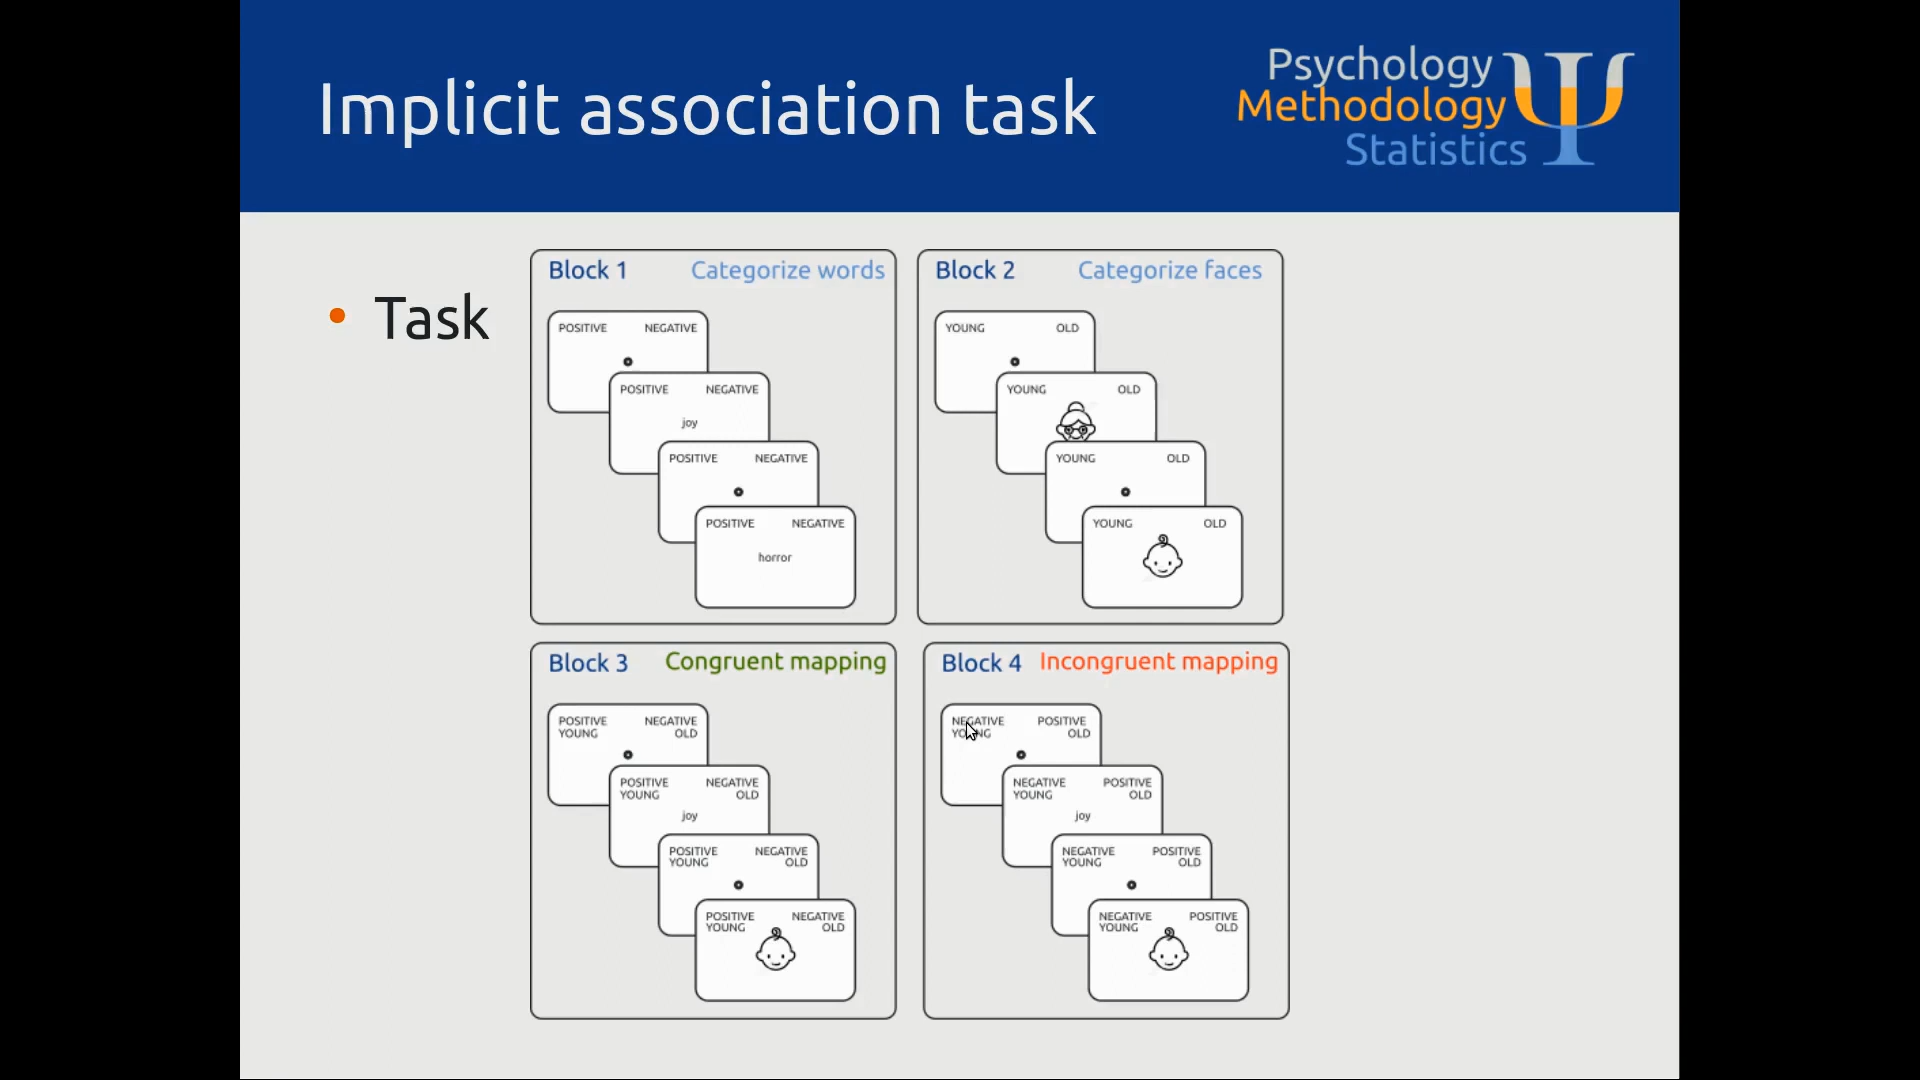 Implicit association task
Psychology
Methodology
Statistics
Task
Block 1 Categorize words
POSITIVE NEGATIVE
POSITIVE NEGATIVE
joy
POSITIVE NEGATIVE
POSITIVE NEGATIVE
horror
Block 2 Categorize faces
YOUNG OLD
YOUNG OLD
YOUNG OLD
YOUNG OLD
Block 3 Congruent mapping
POSITIVE NEGATIVE
YOUNG OLD
POSITIVE NEGATIVE
YOUNG OLD
joy
POSITIVE NEGATIVE
YOUNG OLD
POSITIVE NEGATIVE
YOUNG OLD
Block 4 Incongruent mapping
NEGATIVE POSITIVE
YOUNG OLD
NEGATIVE POSITIVE
YOUNG OLD
joy
NEGATIVE POSITIVE
YOUNG OLD
NEGATIVE POSITIVE
YOUNG OLD